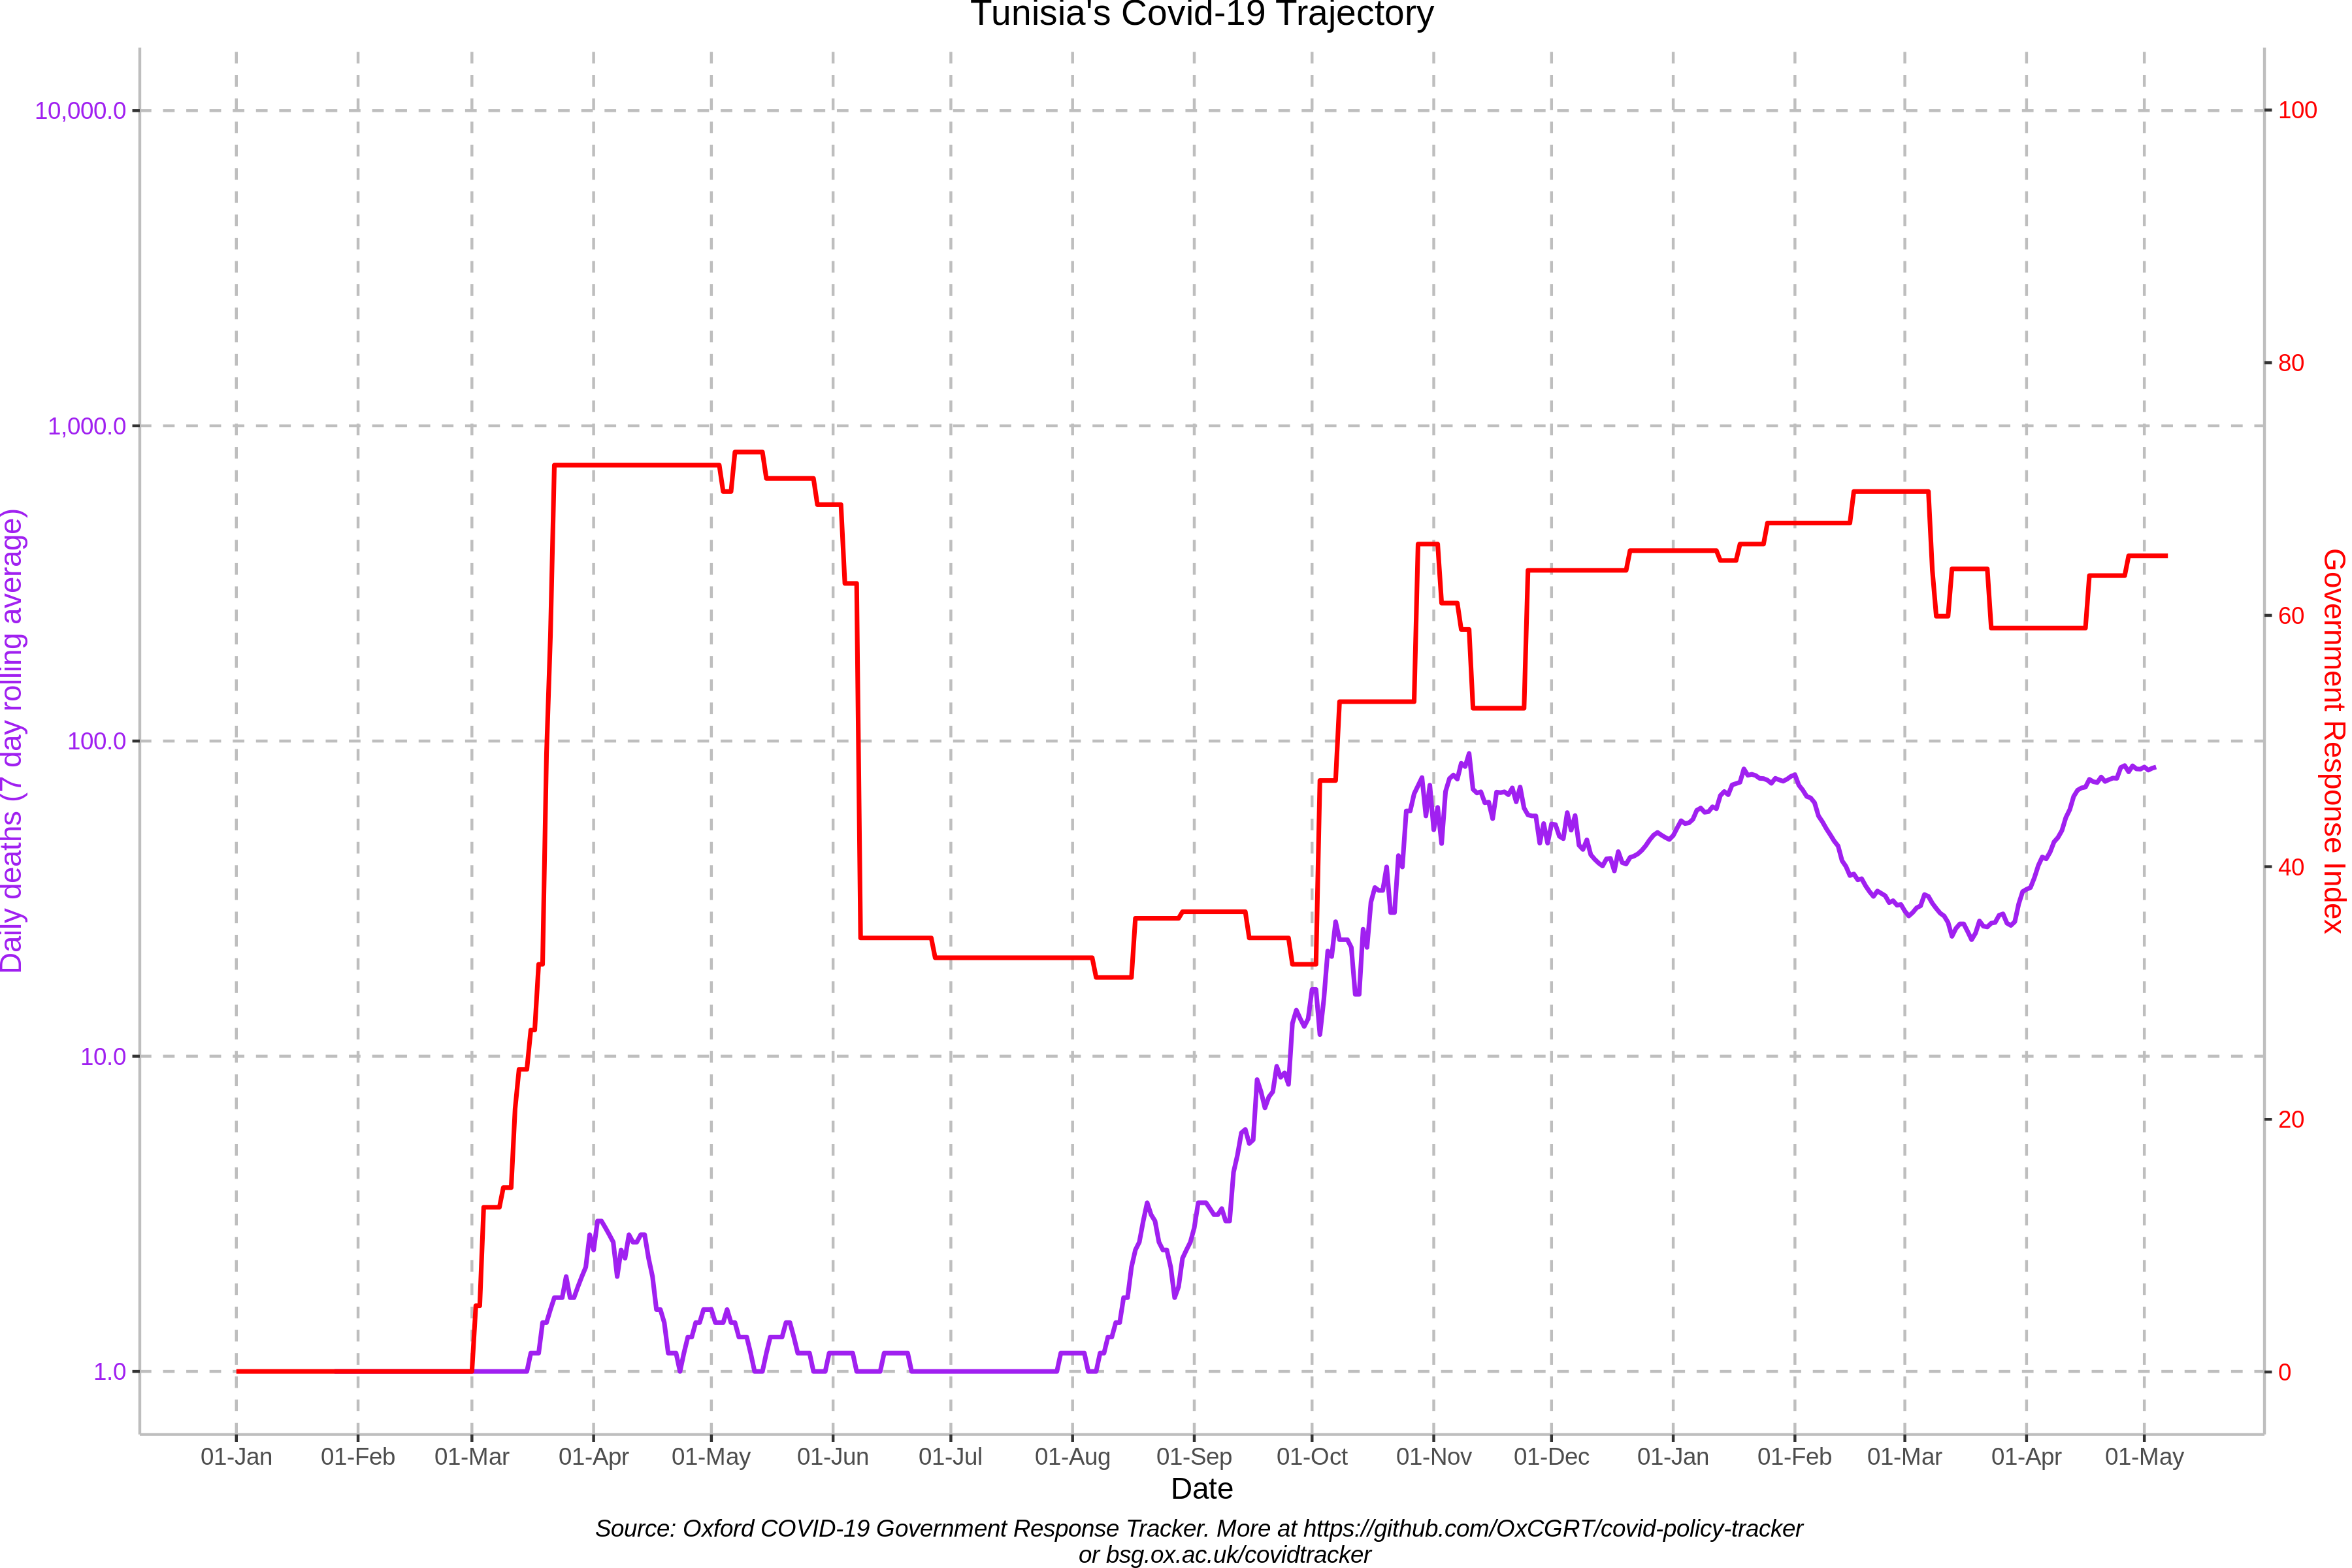 Tunisia's Covid-19 Trajectory
10,000.0
1,000.0
100.0
10.0
1.0
Daily deaths (7 day rolling average)
100
80
60
40
20
0
Government Response Index
01-Jan 01-Feb 01-Mar 01-Apr 01-May 01-Jun 01-Jul 01-Aug 01-Sep 01-Oct 01-Nov 01-Dec 01-Jan 01-Feb 01-Mar 01-Apr 01-May
Date
Source: Oxford COVID-19 Government Response Tracker. More at https://github.com/OxCGRT/covid-policy-tracker
or bsg.ox.ac.uk/covidtracker